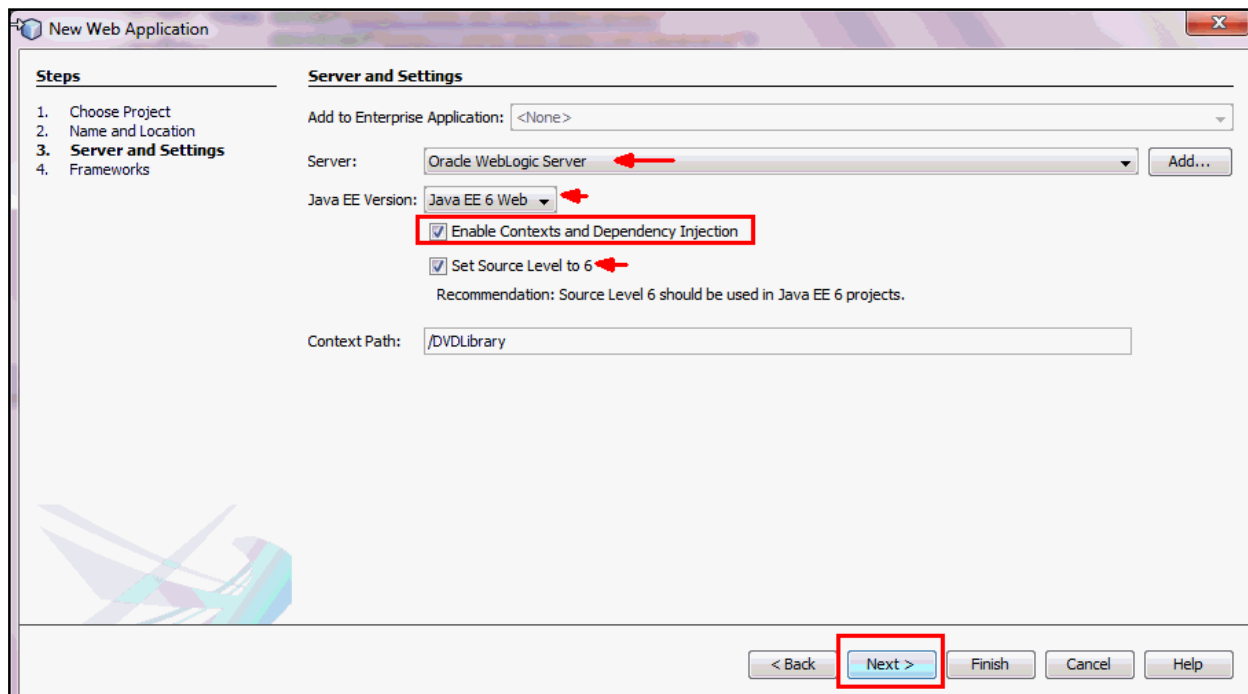 New Web Application
X
Steps
1. Choose Project
2. Name and Location
3. Server and Settings
4. Frameworks
Server and Settings
Add to Enterprise Application: <None>
Server: Oracle WebLogic Server Add...
Java EE Version: Java EE 6 Web
Enable Contexts and Dependency Injection
Set Source Level to 6
Recommendation: Source Level 6 should be used in Java EE 6 projects.
Context Path: /DVDLibrary
< Back Next > Finish Cancel Help